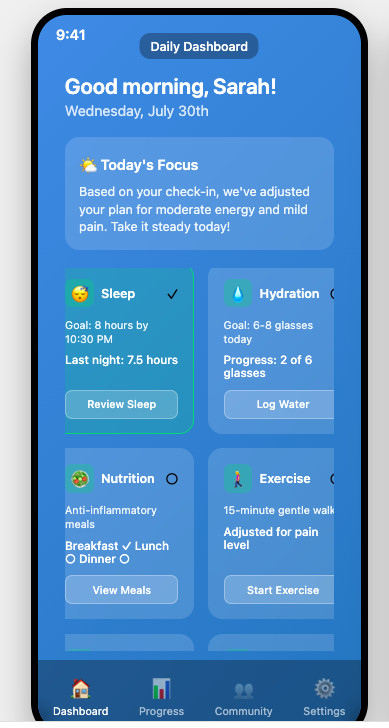 9:41
Daily Dashboard
Good morning, Sarah!
Wednesday, July 30th
Today's Focus
Based on your check-in, we've adjusted
your plan for moderate energy and mild
pain. Take it steady today!
Sleep ✓
Goal: 8 hours by
10:30 PM
Last night: 7.5 hours
Review Sleep
Hydration
Goal: 6-8 glasses
today
Progress: 2 of 6
glasses
Log Water
Nutrition ○
Anti-inflammatory
meals
Breakfast ✓ Lunch
○ Dinner ○
View Meals
Exercise
15-minute gentle walk
Adjusted for pain
level
Start Exercise
Dashboard
Progress
Community
Settings